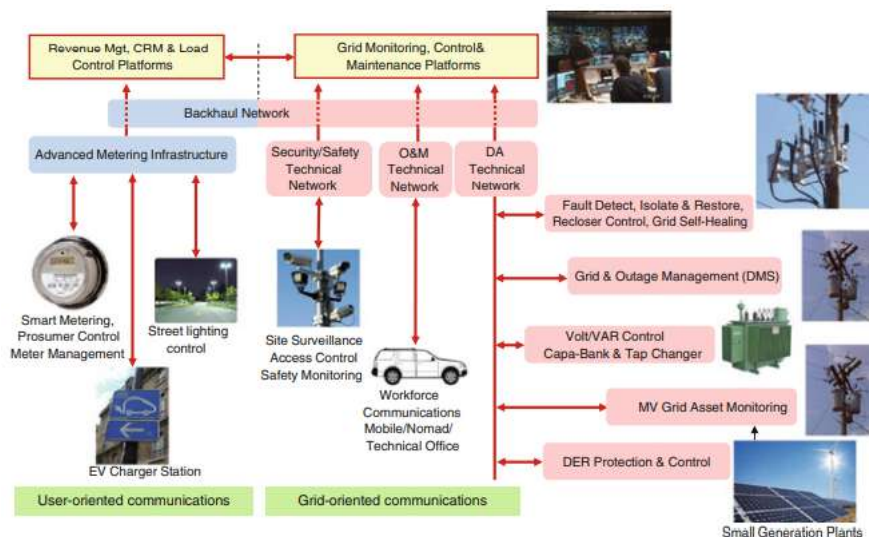 Revenue Mgt, CRM & Load
Control Platforms
Grid Monitoring, Control&
Maintenance Platforms
Backhaul Network
Advanced Metering Infrastructure
Security/Safety
Technical
Network
O&M
Technical
Network
DA
Technical
Network
Fault Detect, Isolate & Restore,
Recloser Control, Grid Self-Healing
Grid & Outage Management (DMS)
Smart Metering,
Prosumer Control
Meter Management
Street lighting
control
Site Surveillance
Access Control
Safety Monitoring
Volt/VAR Control
Capa-Bank & Tap Changer
Workforce
Communications
Mobile/Nomad/
Technical Office
MV Grid Asset Monitoring
EV Charger Station
DER Protection & Control
User-oriented communications
Grid-oriented communications
Small Generation Plants